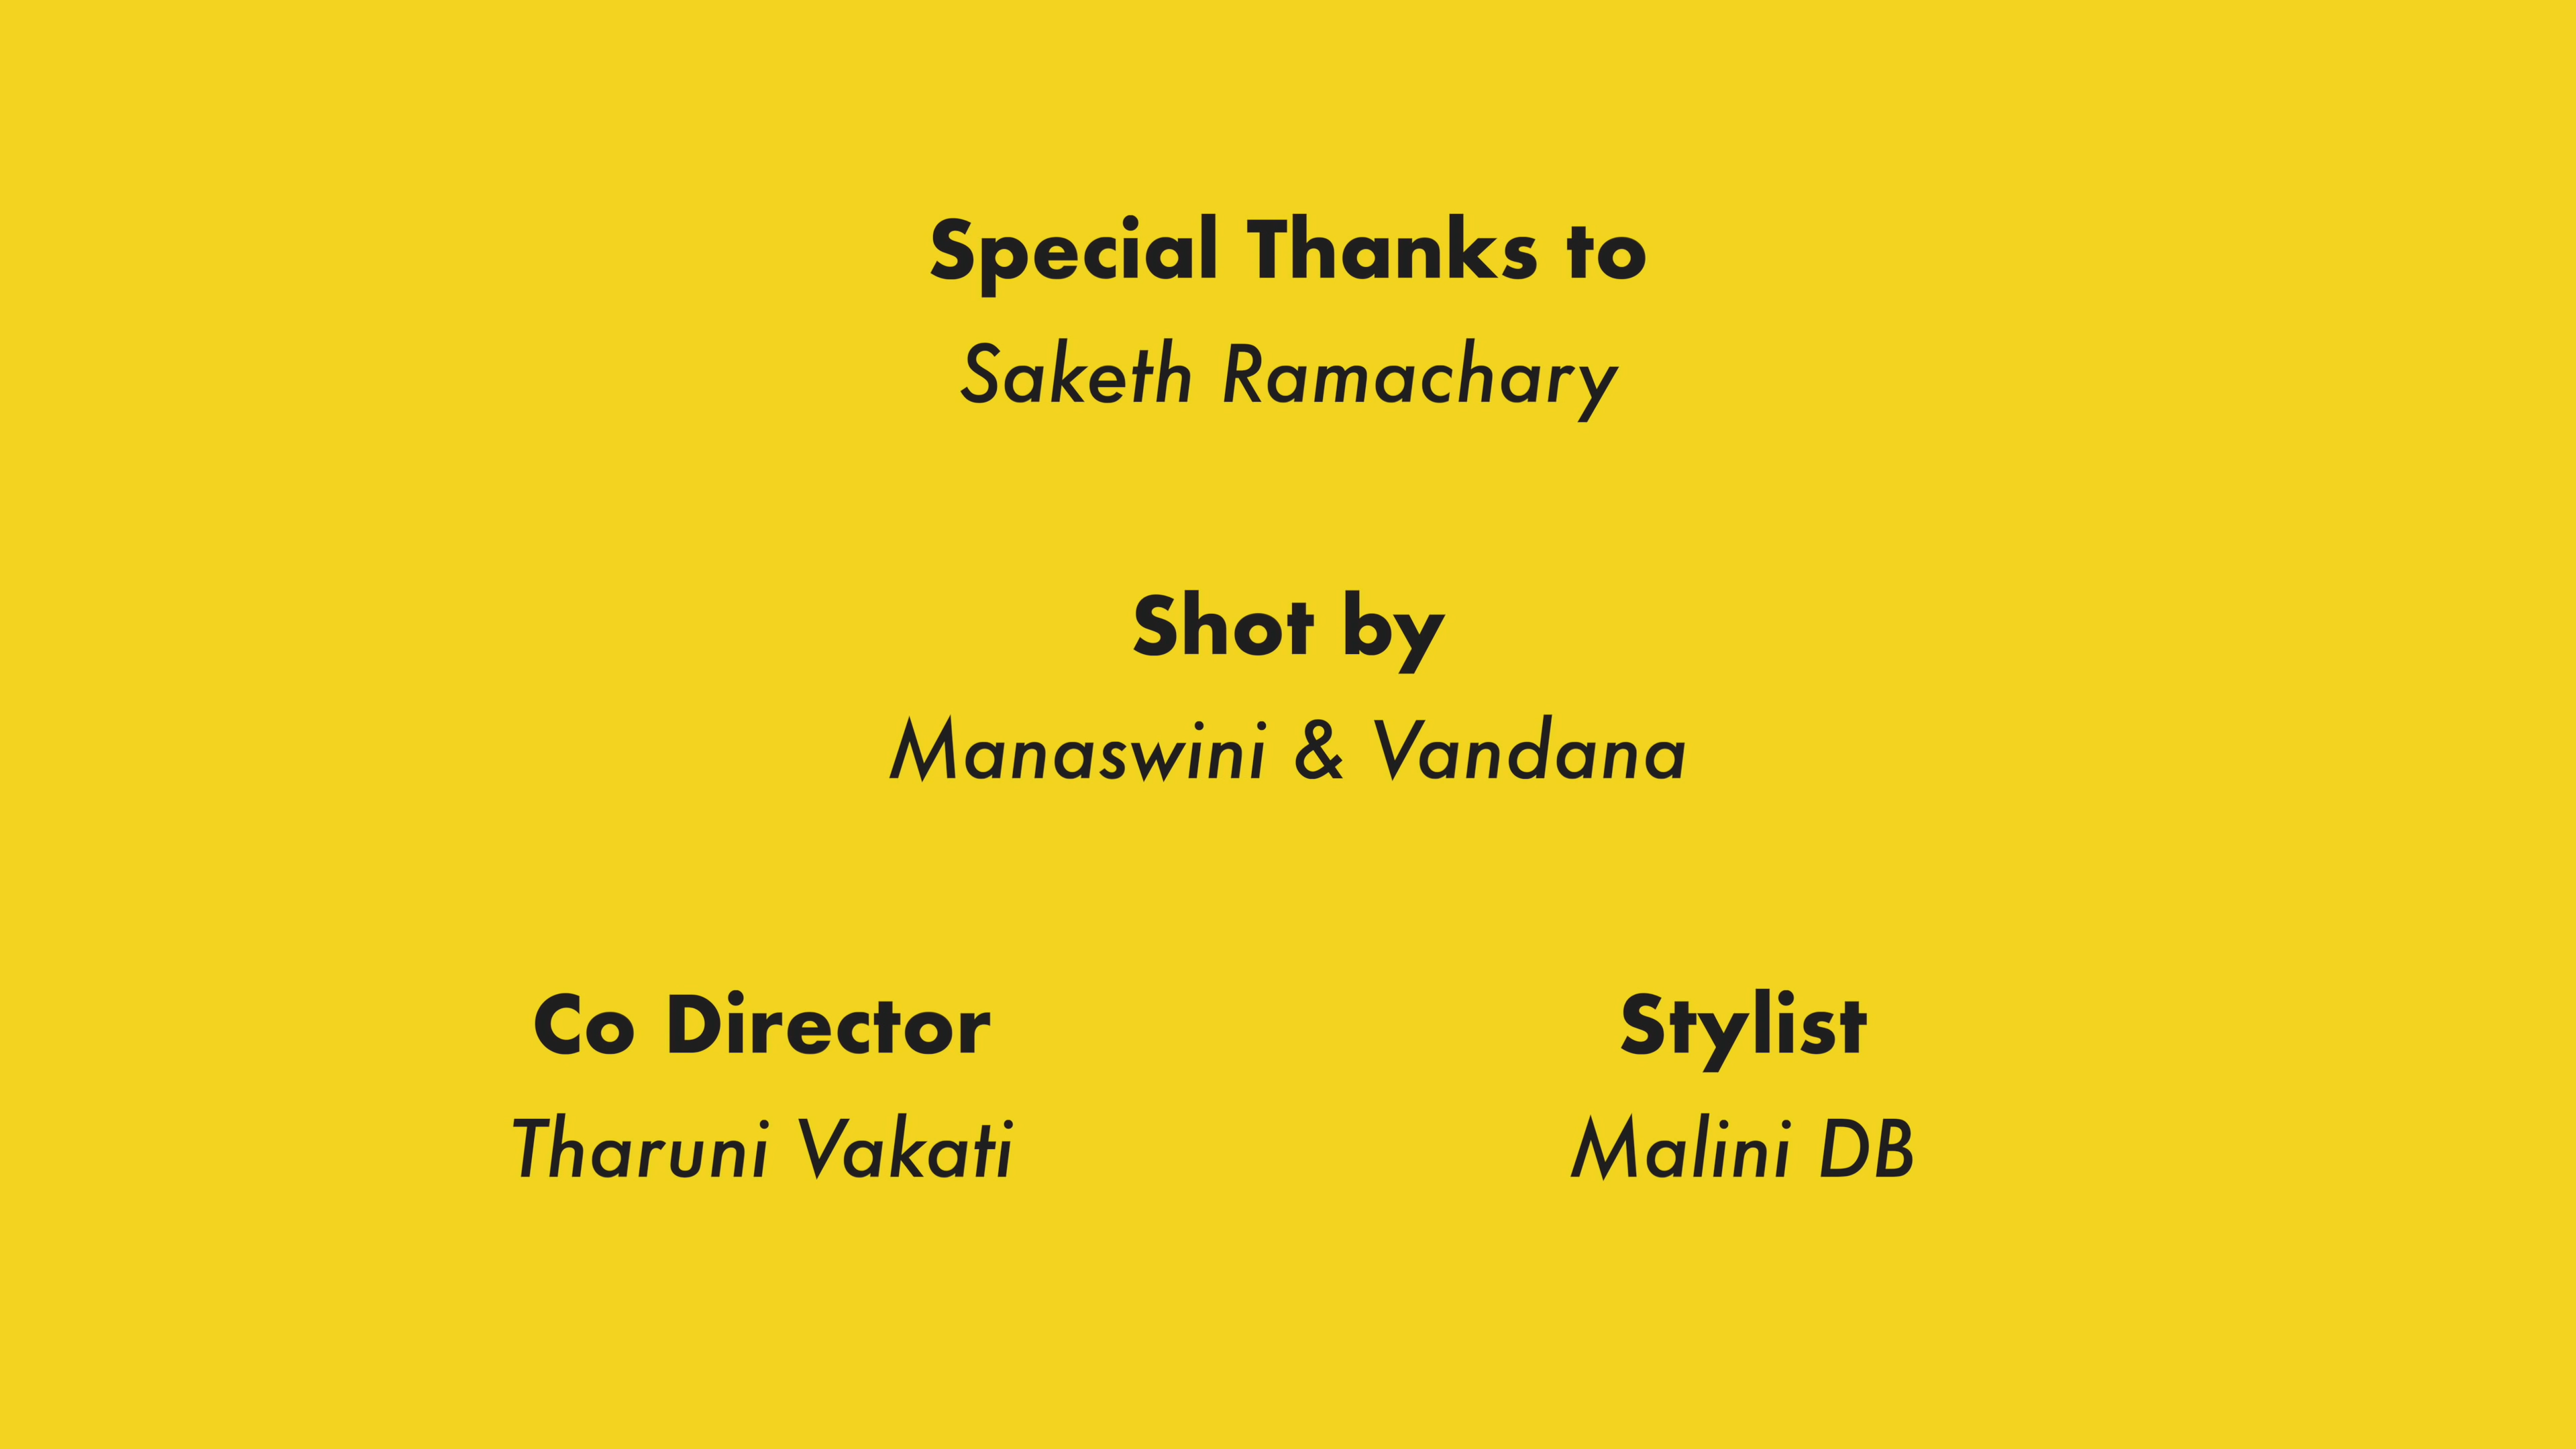 Special Thanks to
Saketh Ramachary
Shot by
Manaswini & Vandana
Co Director
Tharuni Vakati
Stylist
Malini DB